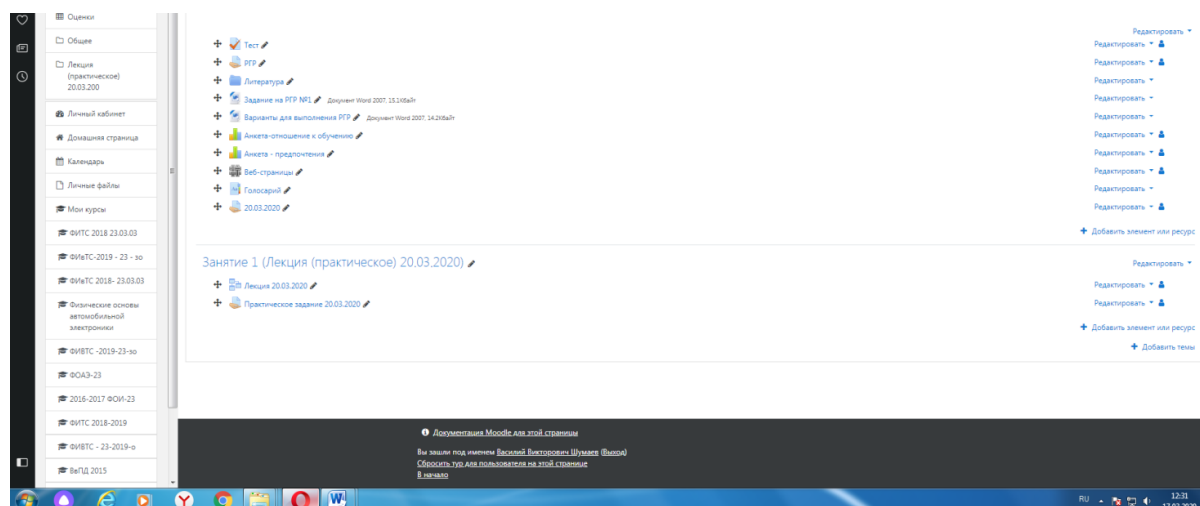 Оценки
Общее
Лекция
(практическое)
20.03.200
Личный кабинет
Домашняя страница
Календарь
Личные файлы
Мои курсы
ФИТС 2018 23.03.03
ФИвТС-2019 - 23 - зо
ФИвТС 2018- 23.03.03
Физические основы
автомобильной
электроники
ФИВТС -2019-23-зо
ФОАЭ-23
2016-2017 ФОИ-23
ФИТС 2018-2019
ФИВТС - 23-2019-о
ВвПД 2015
Редактировать
Тест Редактировать
РГР Редактировать
Литература Редактировать
Задание на РГР №1 Документ Word 2007, 15.1Кбайт Редактировать
Варианты для выполнения РГР Документ Word 2007, 14.2Кбайт Редактировать
Анкета-отношение к обучению Редактировать
Анкета - предпочтения Редактировать
Веб-страницы Редактировать
Голосарий Редактировать
20.03.2020 Редактировать
Добавить элемент или ресурс
Занятие 1 (Лекция (практическое) 20.03.2020) Редактировать
Лекция 20.03.2020 Редактировать
Практическое задание 20.03.2020 Редактировать
Добавить элемент или ресурс
Добавить темы
Документация Moodle для этой страницы
Вы зашли под именем Василий Викторович Шумаев (Выход)
Сбросить тур для пользователя на этой странице
В начало
RU 12:31